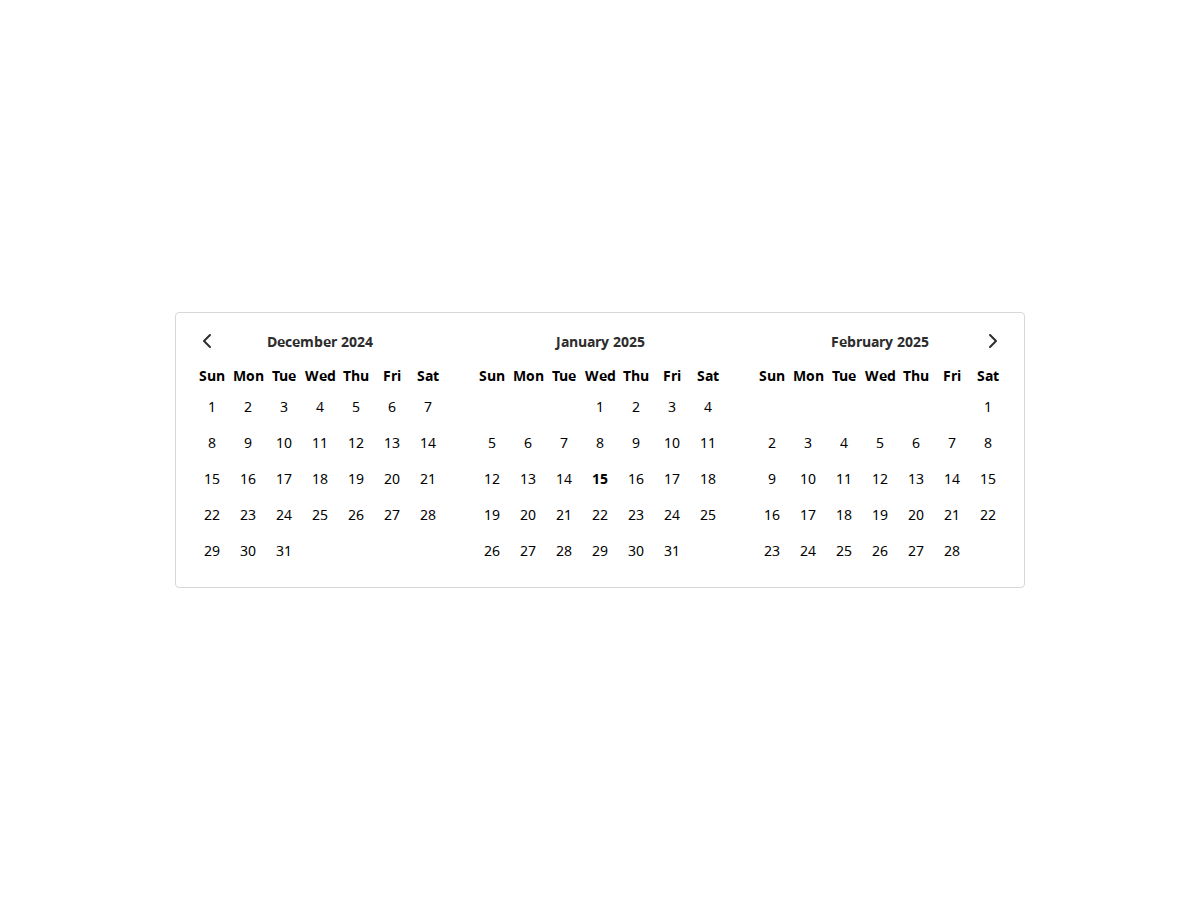 December 2024
Sun Mon Tue Wed Thu Fri Sat
1 2 3 4 5 6 7
8 9 10 11 12 13 14
15 16 17 18 19 20 21
22 23 24 25 26 27 28
29 30 31
January 2025
Sun Mon Tue Wed Thu Fri Sat
1 2 3 4
5 6 7 8 9 10 11
12 13 14 15 16 17 18
19 20 21 22 23 24 25
26 27 28 29 30 31
February 2025
Sun Mon Tue Wed Thu Fri Sat
1
2 3 4 5 6 7 8
9 10 11 12 13 14 15
16 17 18 19 20 21 22
23 24 25 26 27 28